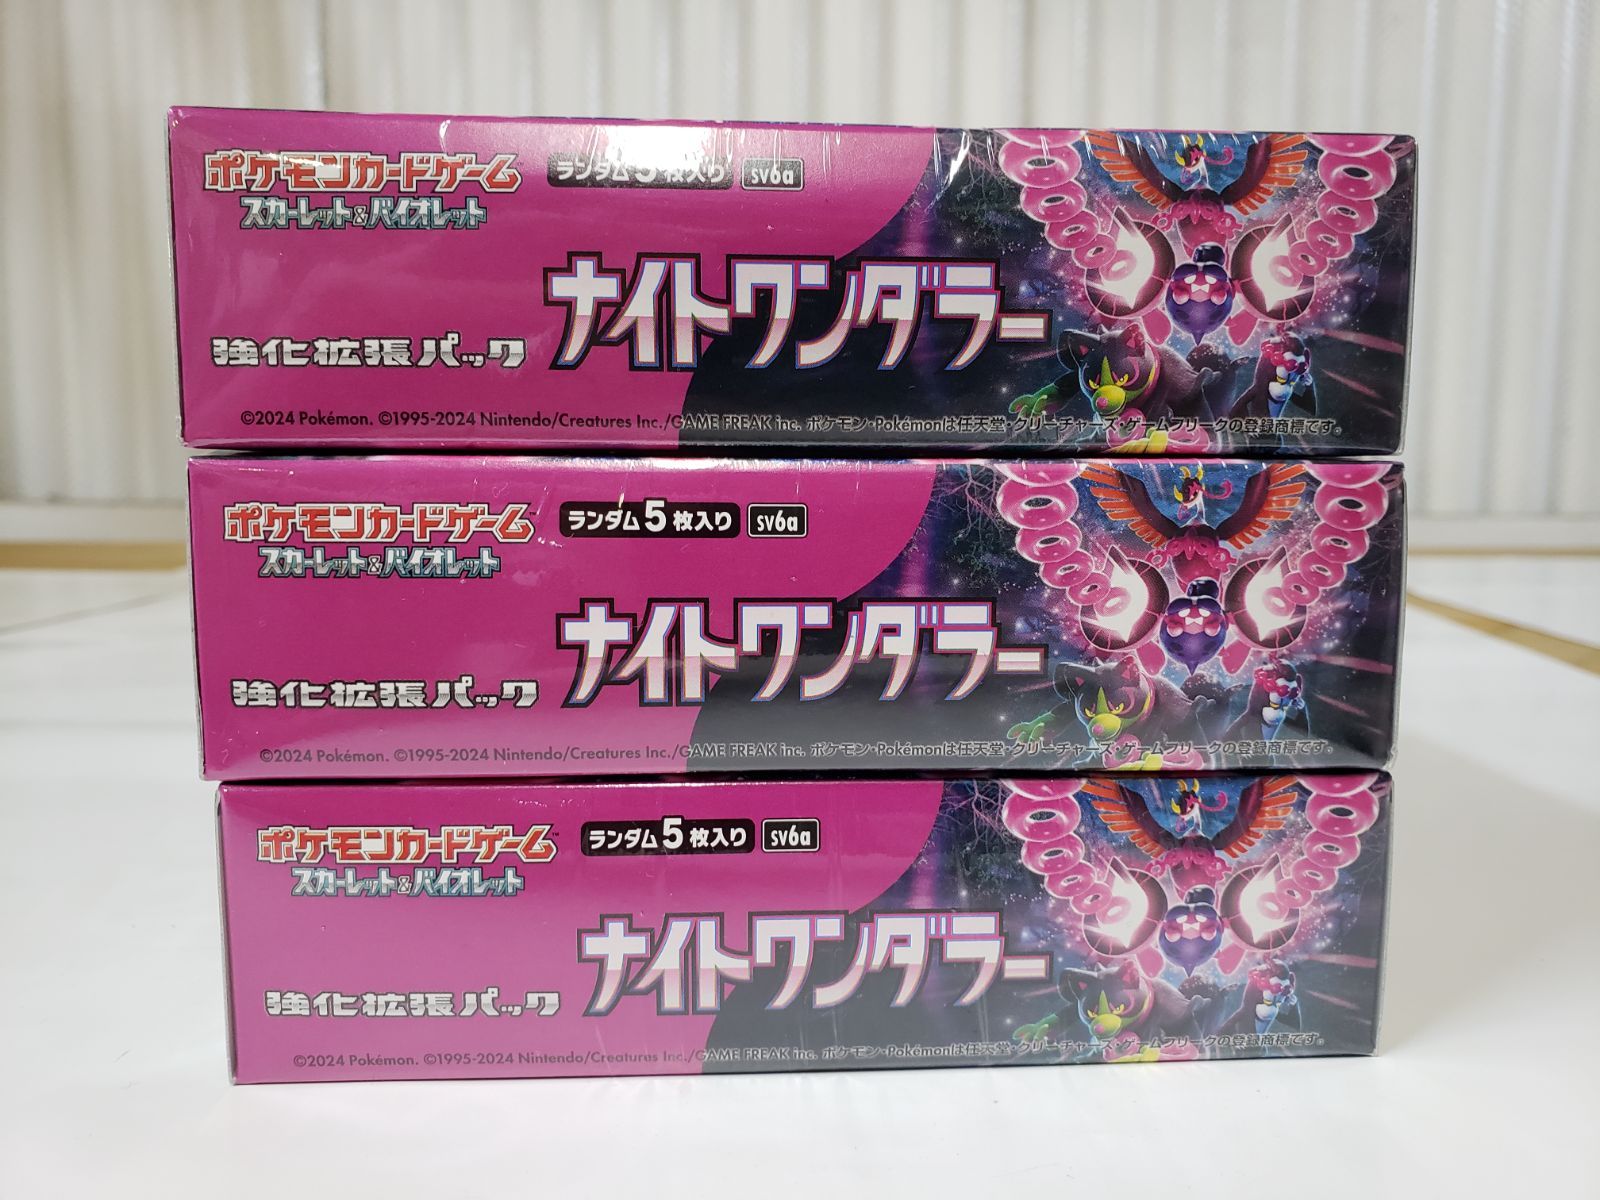 ポケモンカードゲーム
スカーレット&バイオレット
ランダム5枚入り sv6a
ナイトワンダラー
強化拡張パック
©2024 Pokémon. ©1995-2024 Nintendo/Creatures Inc./GAME FREAK inc. ポケモン・Pokémonは任天堂・クリーチャーズ・ゲームフリークの登録商標です。
ポケモンカードゲーム™
スカーレット&バイオレット
ランダム5枚入り sv6a
ナイトワンダラー
強化拡張パック
©2024 Pokémon. ©1995-2024 Nintendo/Creatures Inc./GAME FREAK inc. ポケモン・Pokémonは任天堂・クリーチャーズ・ゲームフリークの登録商標です。
ポケモンカードゲーム™
スカーレット&バイオレット
ランダム5枚入り sv6a
ナイトワンダラー
強化拡張パック
©2024 Pokémon. ©1995-2024 Nintendo/Creatures Inc./GAME FREAK inc. ポケモン・Pokémonは任天堂・クリーチャーズ・ゲームフリークの登録商標です。